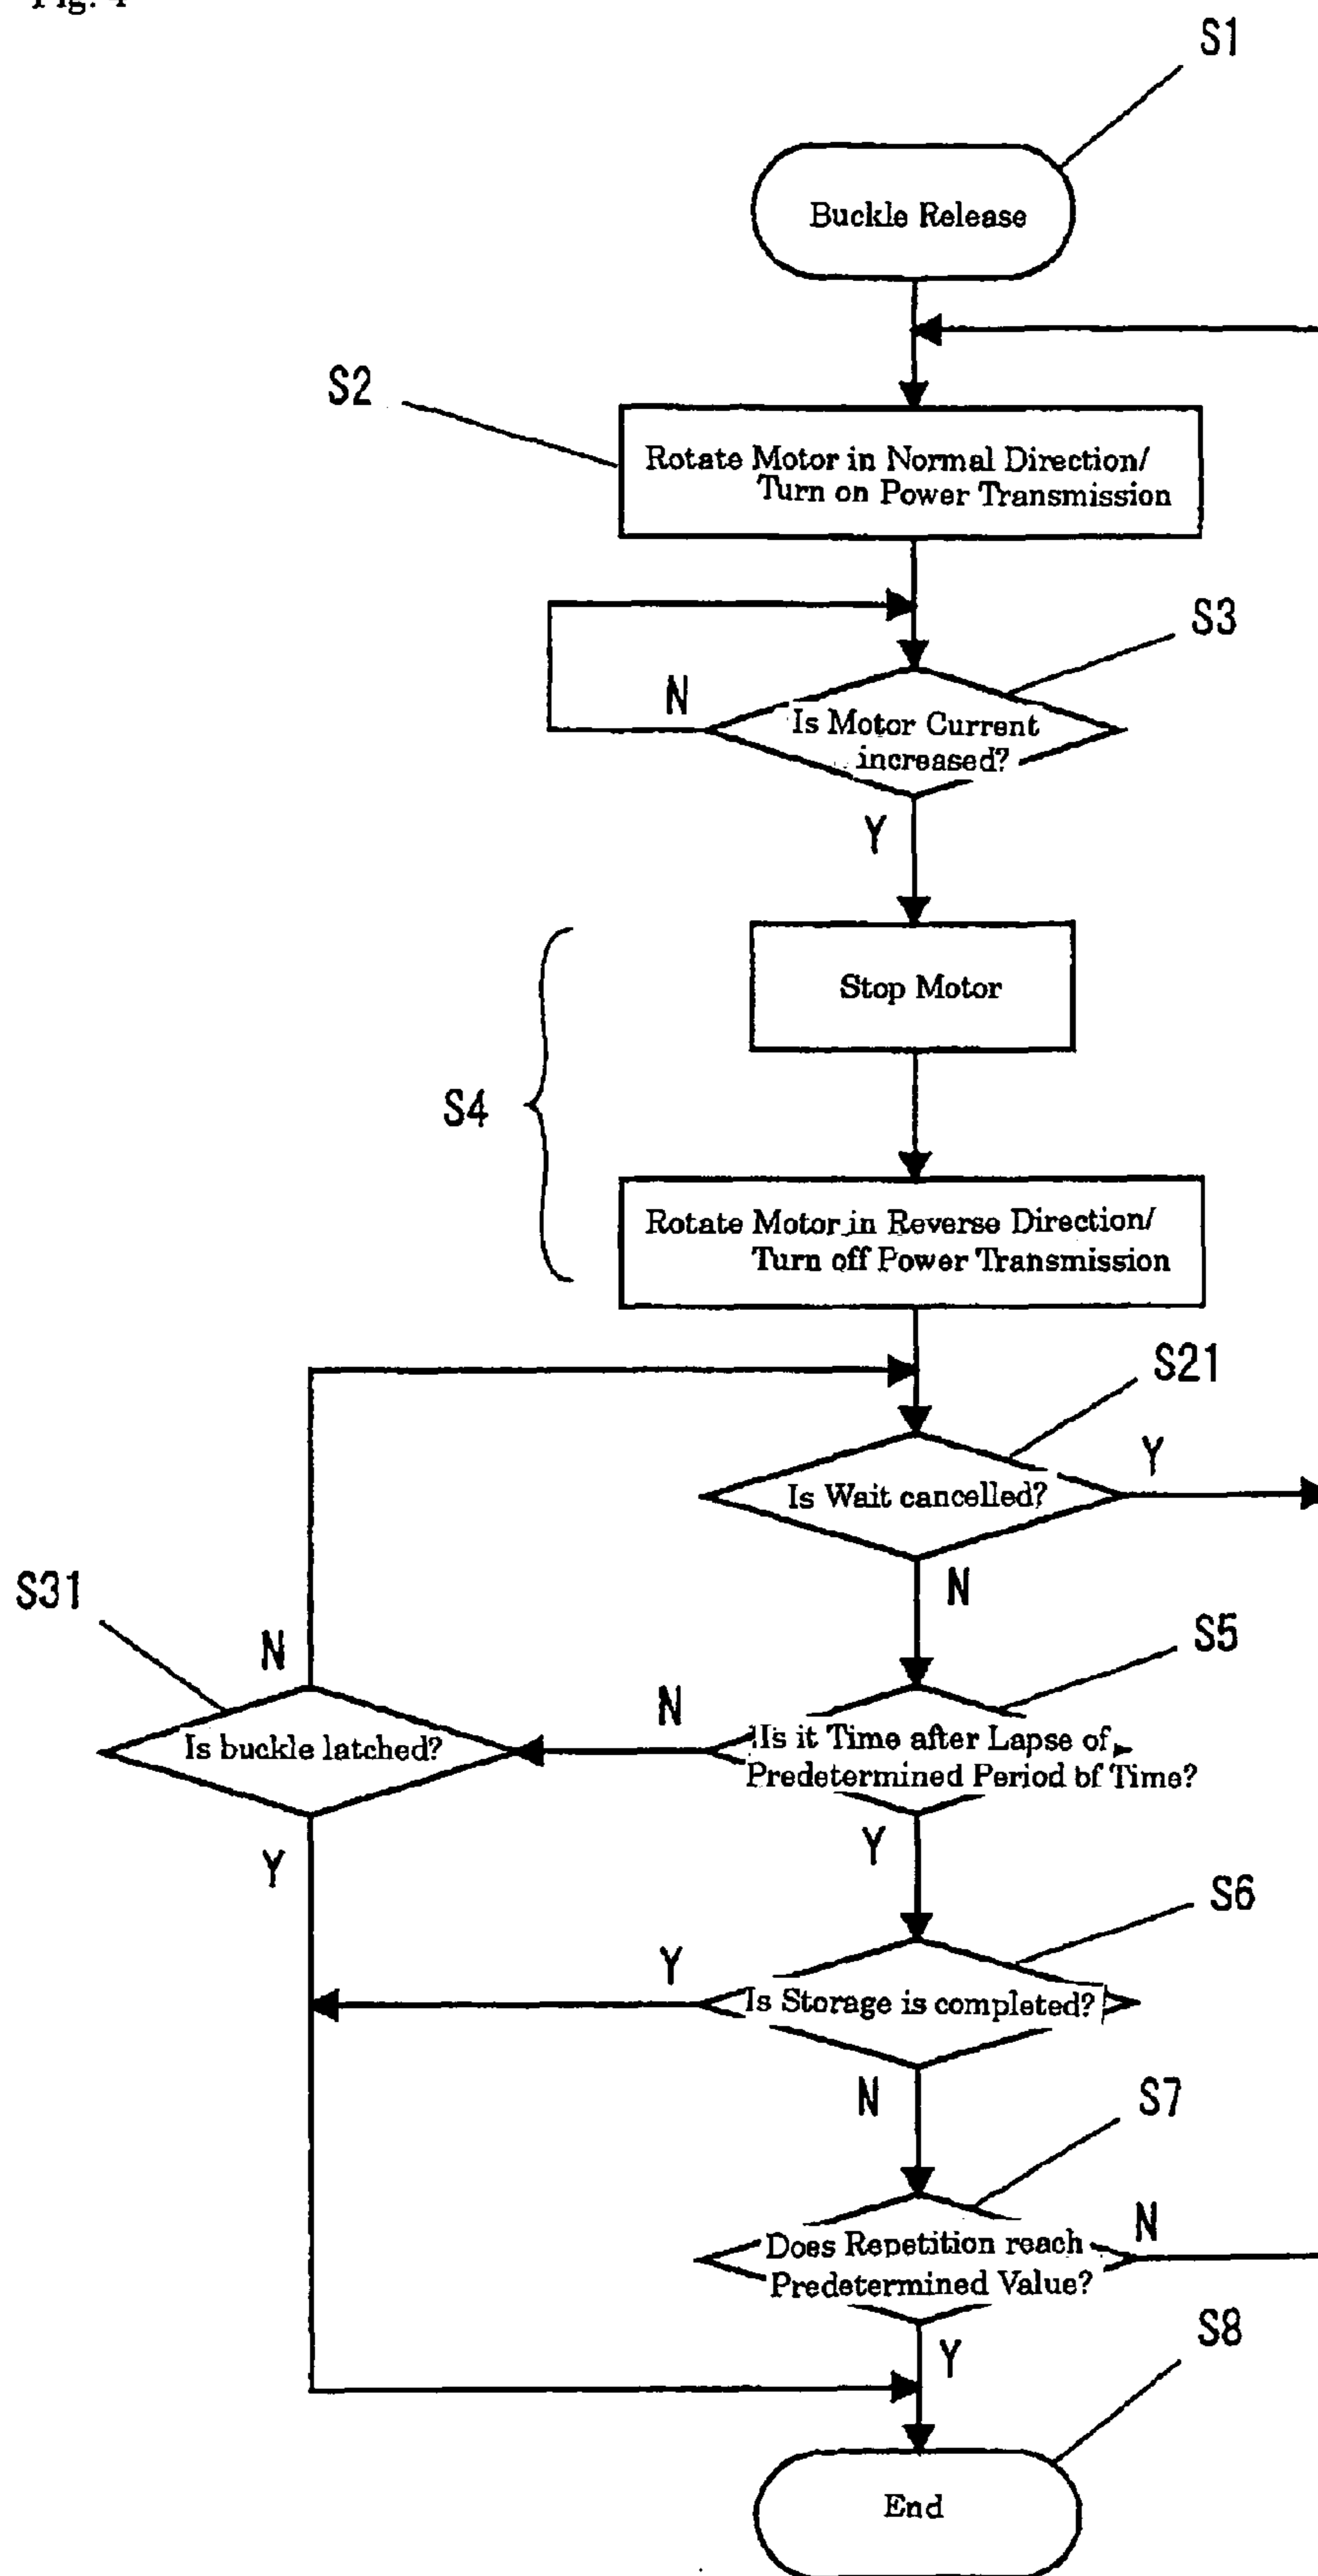 S1
Buckle Release
S2
Rotate Motor in Normal Direction/
Turn on Power Transmission
S3
N
Is Motor Current
increased?
Y
Stop Motor
S4
Rotate Motor in Reverse Direction/
Turn off Power Transmission
S21
Is Wait cancelled?
Y
N
S31
S5
N
N
Is buckle latched?
Is it Time after Lapse of
Predetermined Period of Time?
Y
Y
S6
Y
Is Storage is completed?
N
S7
N
Does Repetition reach
Predetermined Value?
Y
S8
End